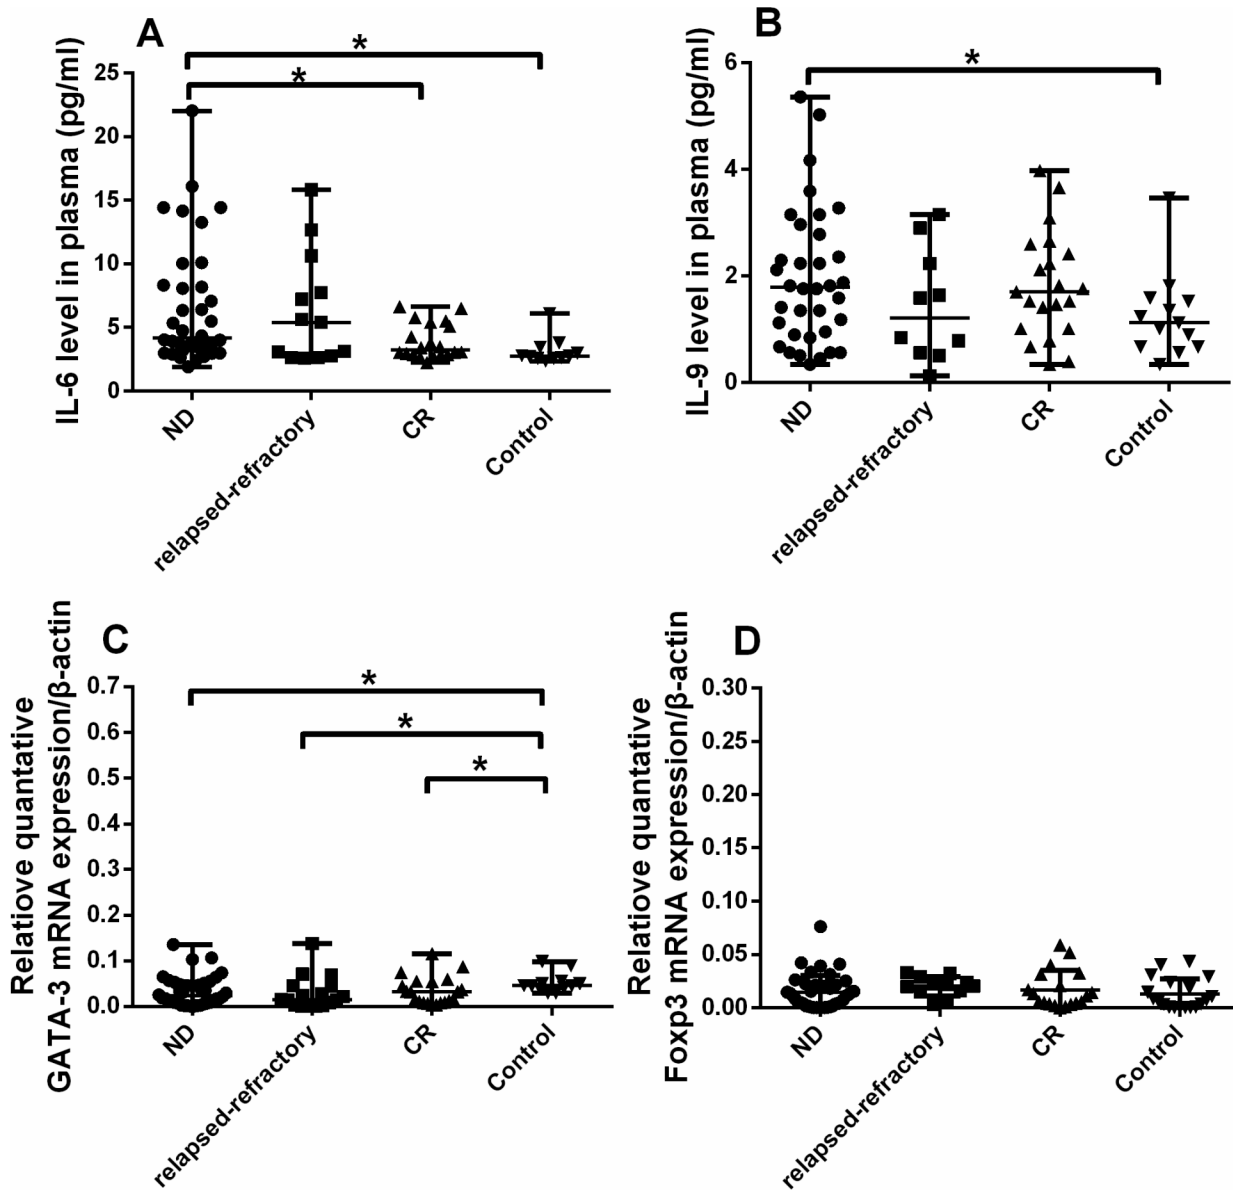 A
IL-6 level in plasma (pg/ml)
25
20
15
10
5
0
*
*
ND
relapsed-refractory
CR
Control
B
IL-9 level in plasma (pg/ml)
6
4
2
0
*
ND
relapsed-refractory
CR
Control
C
Relatiove quantative
GATA-3 mRNA expression/β-actin
0.7
0.6
0.5
0.4
0.3
0.2
0.1
0.0
*
*
*
ND
relapsed-refractory
CR
Control
D
Relatiove quantative
Foxp3 mRNA expression/β-actin
0.30
0.25
0.20
0.15
0.10
0.05
0.00
ND
relapsed-refractory
CR
Control